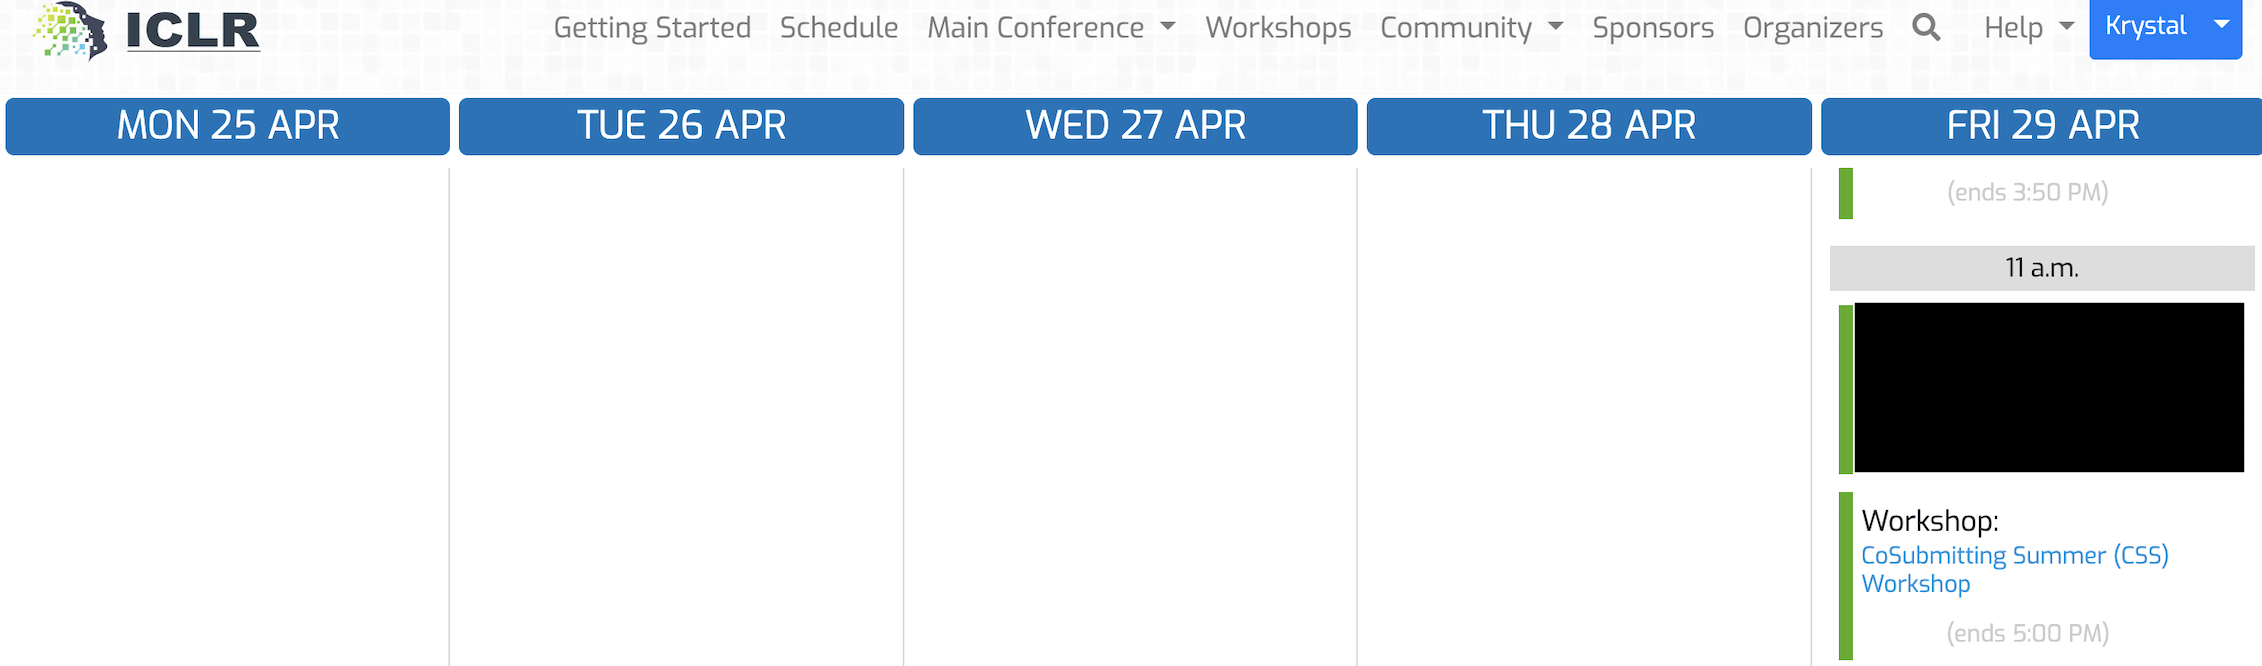 ICLR Getting Started Schedule Main Conference Workshops Community Sponsors Organizers Help Krystal
MON 25 APR TUE 26 APR WED 27 APR THU 28 APR FRI 29 APR
(ends 3:50 PM)
11 a.m.
Workshop:
CoSubmitting Summer (CSS)
Workshop
(ends 5:00 PM)